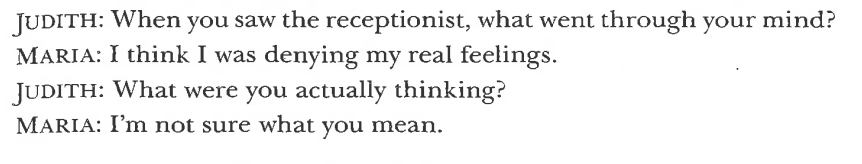 JUDITH: When you saw the receptionist, what went through your mind?
MARIA: I think I was denying my real feelings.
JUDITH: What were you actually thinking?
MARIA: I'm not sure what you mean.